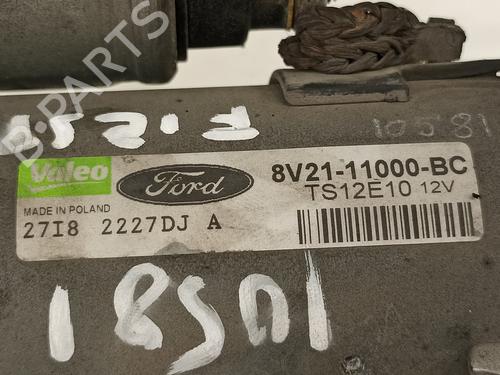 B-PARTS
10581
Valeo
Ford
8V21-11000-BC
TS12E10 12V
MADE IN POLAND
27I8 2227DJ A